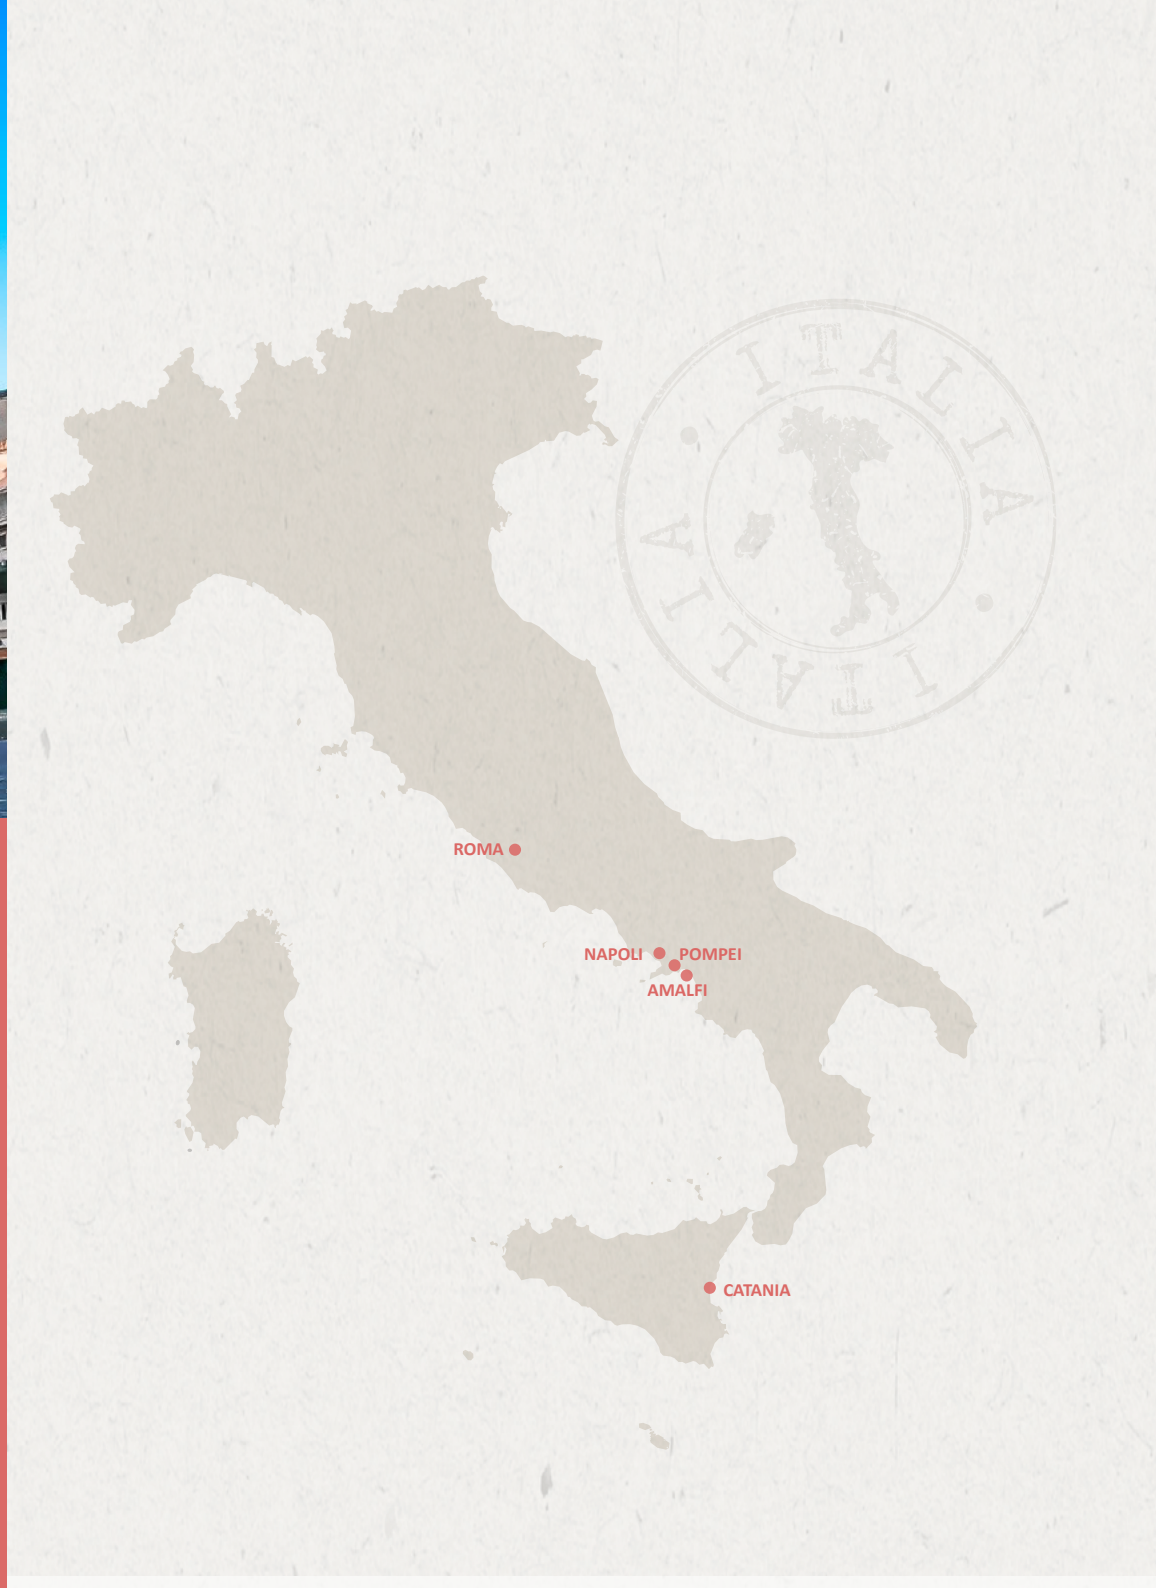 ITALIA • ITALIA •
ROMA
NAPOLI
POMPEI
AMALFI
CATANIA